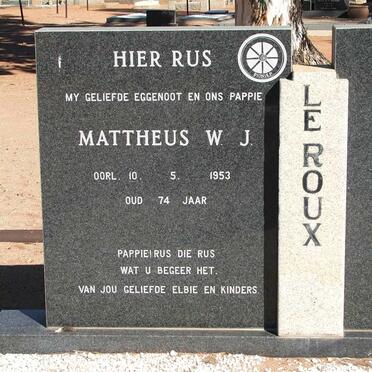 HIER RUS
MY GELIEFDE EGGENOOT EN ONS PAPPIE
MATTHEUS W. J.
OORL. 10. 5. 1953
OUD 74 JAAR
PAPPIE! RUS DIE RUS
WAT U BEGEER HET.
VAN JOU GELIEFDE ELBIE EN KINDERS.
LE ROUX